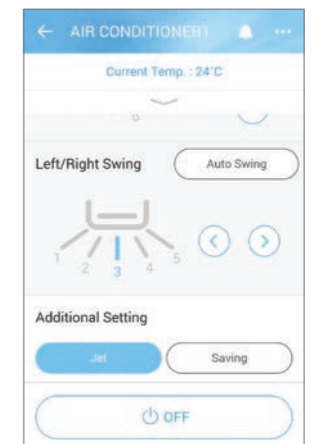 AIR CONDITIONER1
Current Temp. : 24°C
6
Left/Right Swing
Auto Swing
1 2 3 4 5
Additional Setting
Jet
Saving
OFF